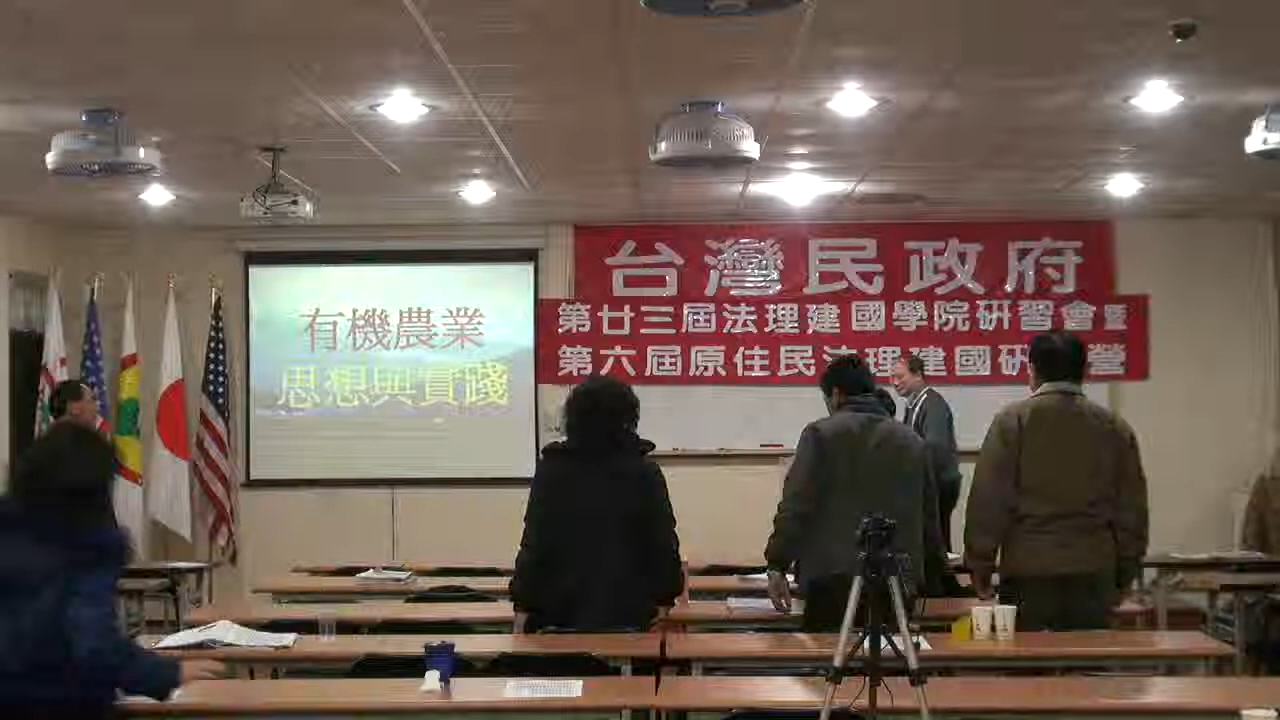 有機農業
思想與實踐
台灣民政府
第廿三屆法理建國學院研習會暨
第六屆原住民法理建國研 營